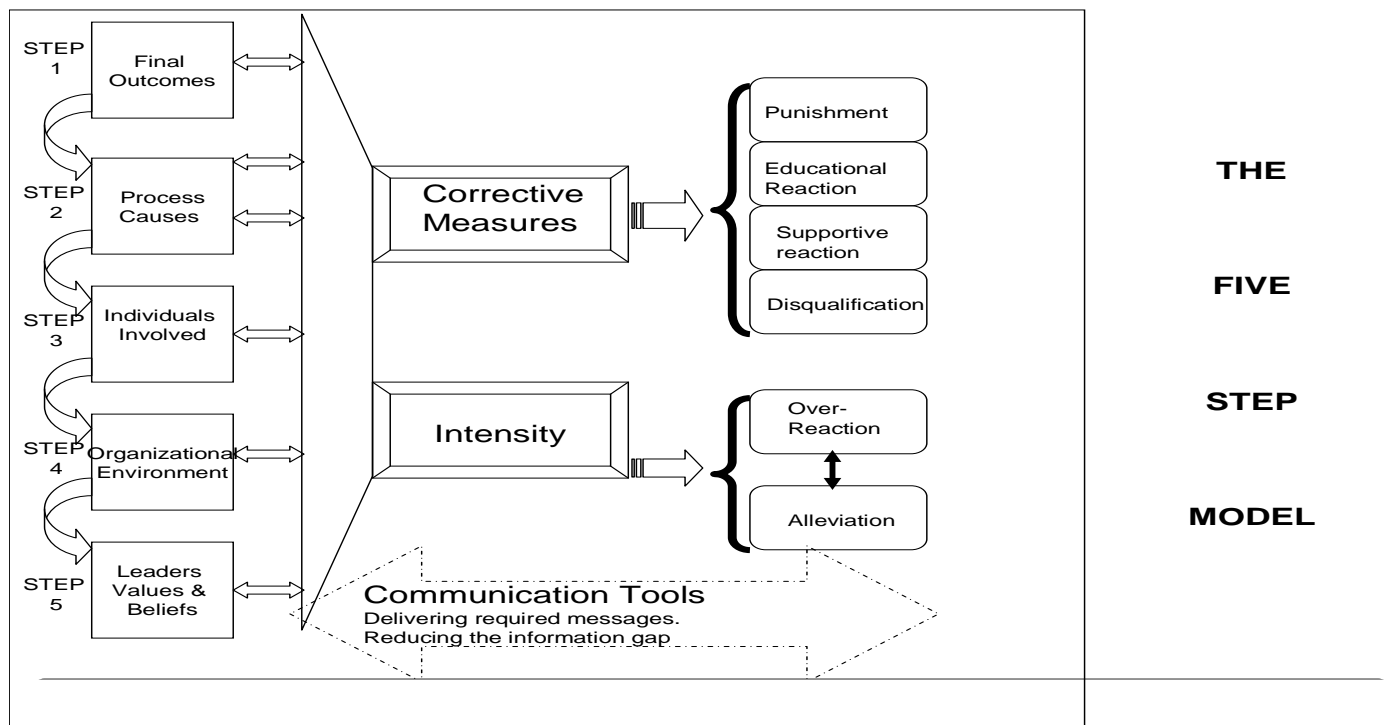 STEP
1
Final
Outcomes
STEP
2
Process
Causes
STEP
3
Individuals
Involved
STEP
4
Organizational
Environment
STEP
5
Leaders
Values &
Beliefs
Corrective
Measures
Punishment
Educational
Reaction
Supportive
reaction
Disqualification
Intensity
Over-
Reaction
Alleviation
Communication Tools
Delivering required messages.
Reducing the information gap
THE
FIVE
STEP
MODEL